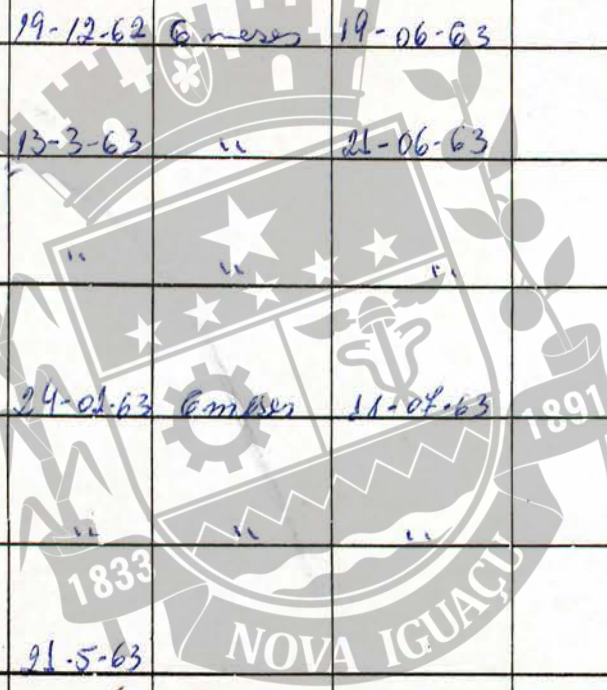 19-12-62 6 meses 19-06-63
13-3-63 " 21-06-63
" " "
24-01-63 6 meses 11-07-63
" " "
21-5-63
1833
1891
NOVA IGUAÇU